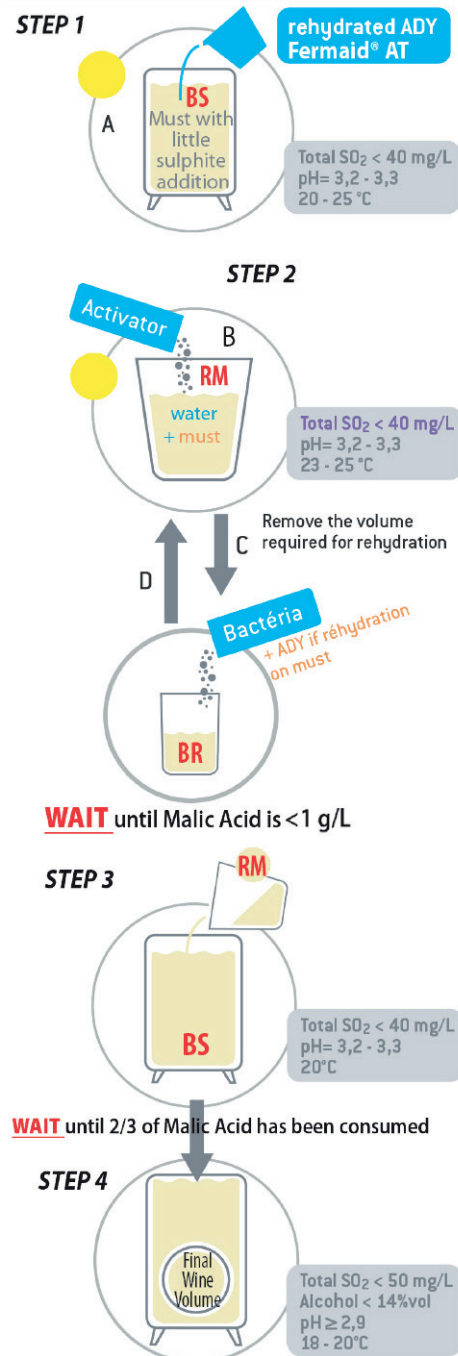 STEP 1
rehydrated ADY
Fermaid® AT
BS
A
Must with
little
sulphite
addition
Total SO₂ < 40 mg/L
pH= 3,2 - 3,3
20 - 25 °C
STEP 2
Activator
B
RM
water
+ must
Total SO₂ < 40 mg/L
pH= 3,2 - 3,3
23 - 25 °C
C
Remove the volume
required for rehydration
D
Bactéria
+ ADY if réhydration
on must
BR
WAIT until Malic Acid is <1 g/L
STEP 3
RM
BS
Total SO₂ < 40 mg/L
pH= 3,2 - 3,3
20°C
WAIT until 2/3 of Malic Acid has been consumed
STEP 4
Final
Wine
Volume
Total SO₂ < 50 mg/L
Alcohol < 14%vol
pH ≥ 2,9
18 - 20°C